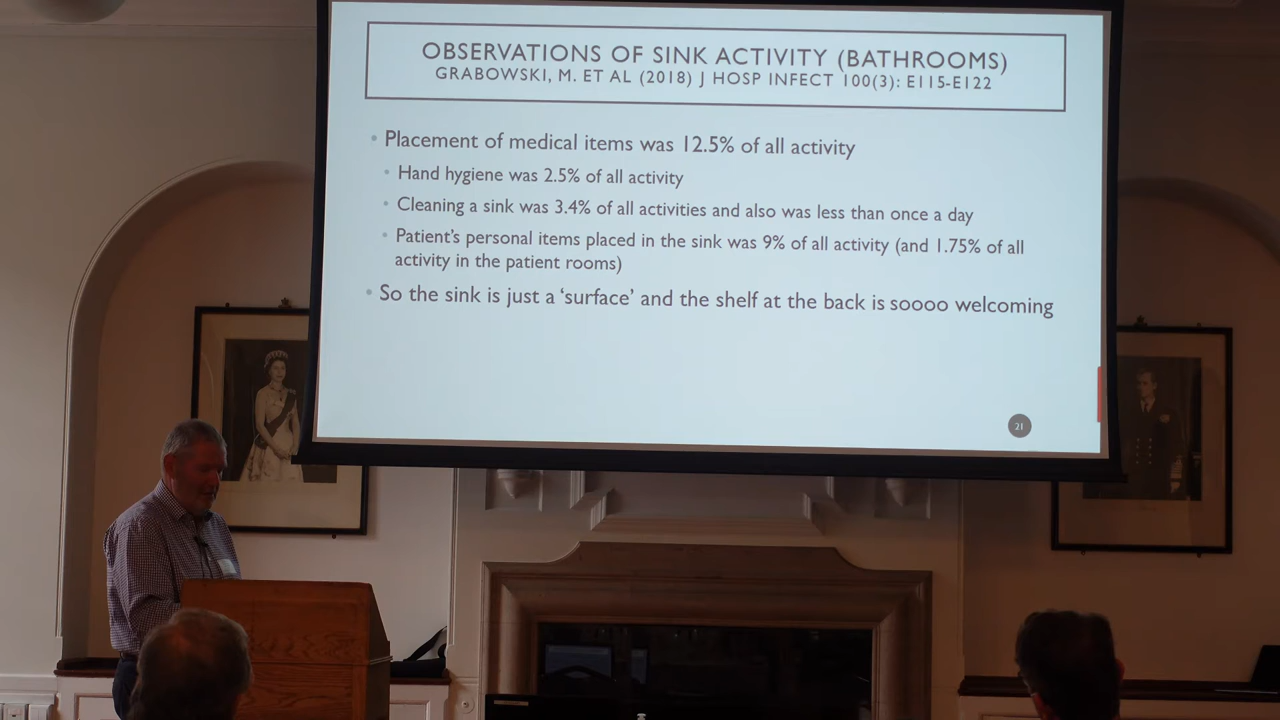 OBSERVATIONS OF SINK ACTIVITY (BATHROOMS)
GRABOWSKI, M. ET AL (2018) J HOSP INFECT 100(3): E115-E122
• Placement of medical items was 12.5% of all activity
• Hand hygiene was 2.5% of all activity
• Cleaning a sink was 3.4% of all activities and also was less than once a day
• Patient's personal items placed in the sink was 9% of all activity (and 1.75% of all
activity in the patient rooms)
• So the sink is just a 'surface' and the shelf at the back is soooo welcoming
21